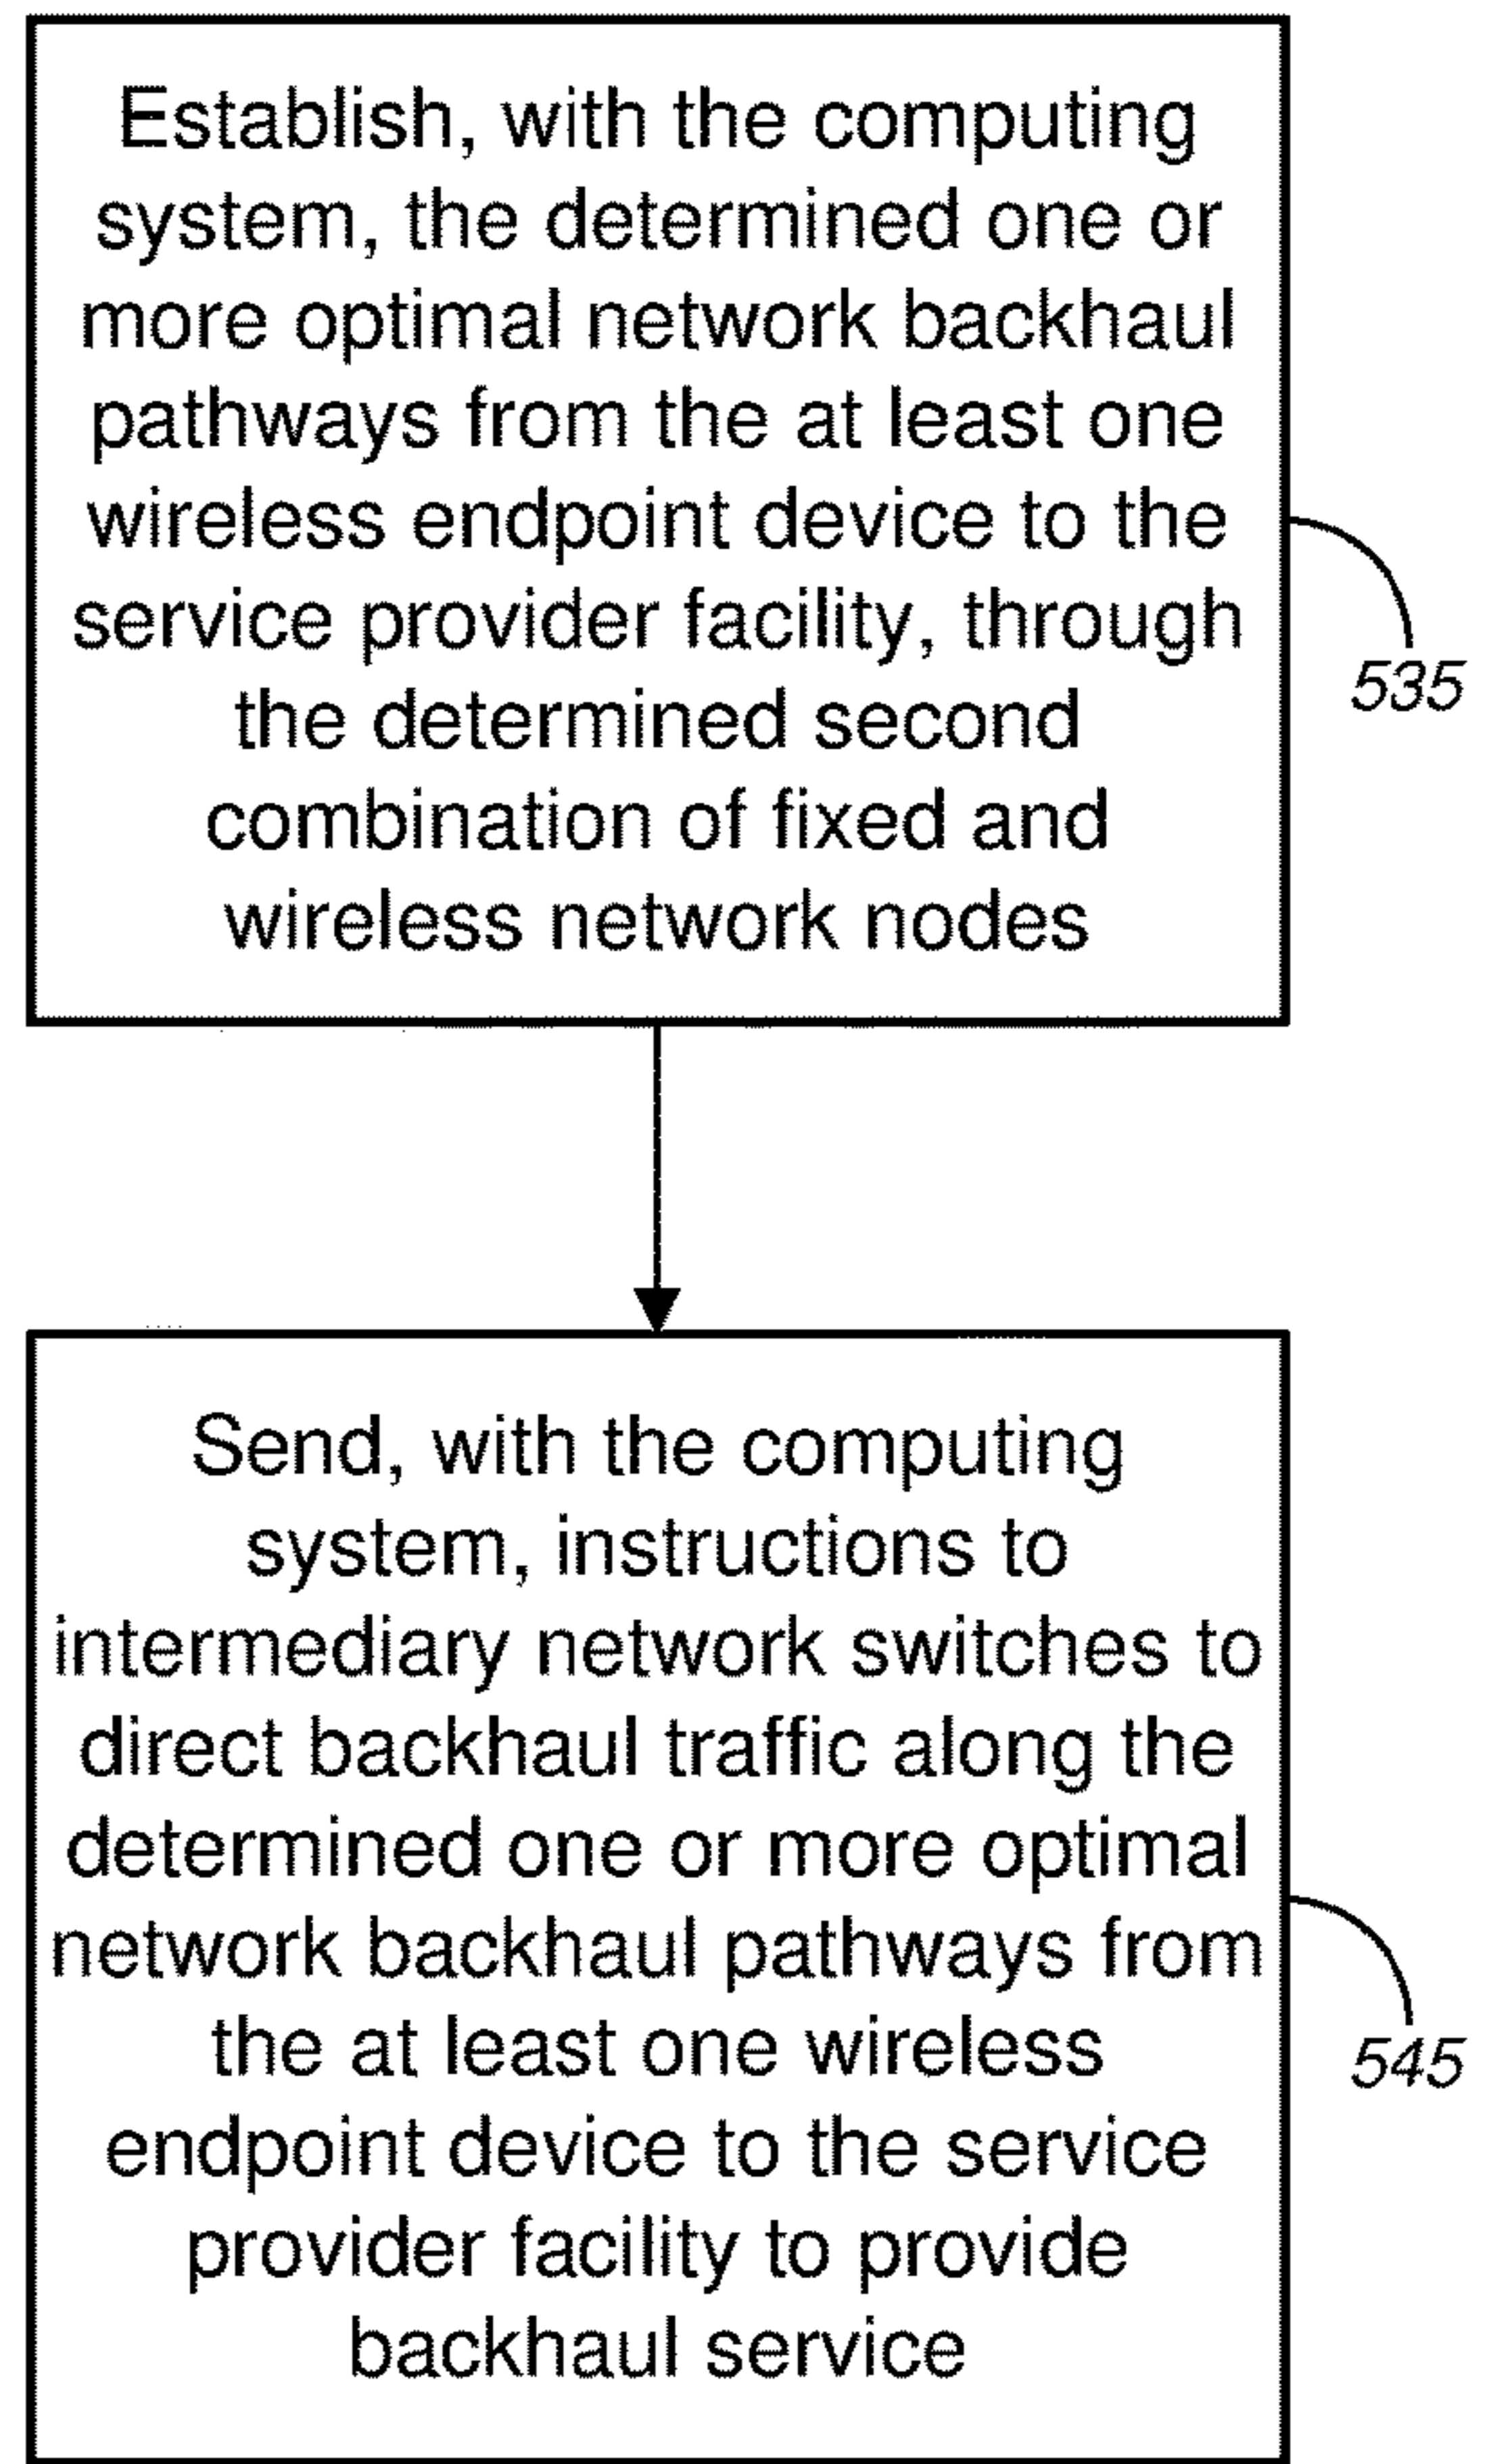 Establish, with the computing
system, the determined one or
more optimal network backhaul
pathways from the at least one
wireless endpoint device to the
service provider facility, through
the determined second
combination of fixed and
wireless network nodes
535
Send, with the computing
system, instructions to
intermediary network switches to
direct backhaul traffic along the
determined one or more optimal
network backhaul pathways from
the at least one wireless
endpoint device to the service
provider facility to provide
backhaul service
545